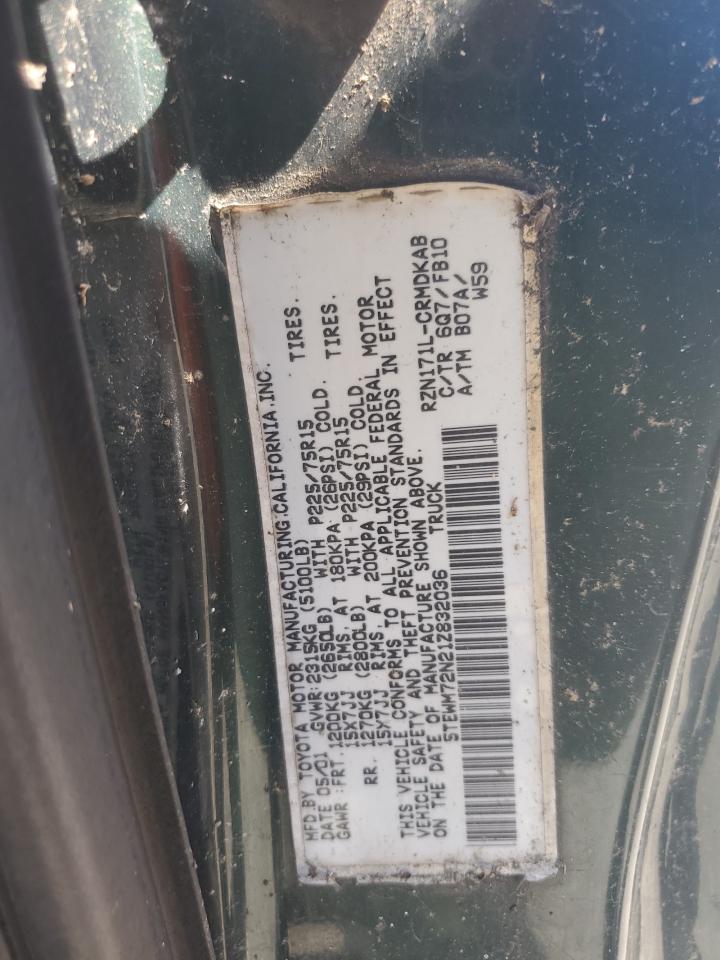 MFD.BY TOYOTA MOTOR MANUFACTURING.CALIFORNIA.INC.
DATE 05/01 GVWR:2315KG (5100LB)
GAWR :FRT.1200KG (2650LB) WITH P225/75R15 TIRES.
15X7JJ RIMS.AT 180KPA (26PSI) COLD.
RR. 1270KG (2800LB) WITH P225/75R15 TIRES.
15X7JJ RIMS.AT 200KPA (29PSI) COLD.
THIS VEHICLE CONFORMS TO ALL APPLICABLE FEDERAL MOTOR
VEHICLE SAFETY AND THEFT PREVENTION STANDARDS IN EFFECT
ON THE DATE OF MANUFACTURE SHOWN ABOVE.
5TEWM72N21Z832036 TRUCK
RZN171L-CRMDKAB
C/TR 6Q7/FB10
A/TM B07A/
W59